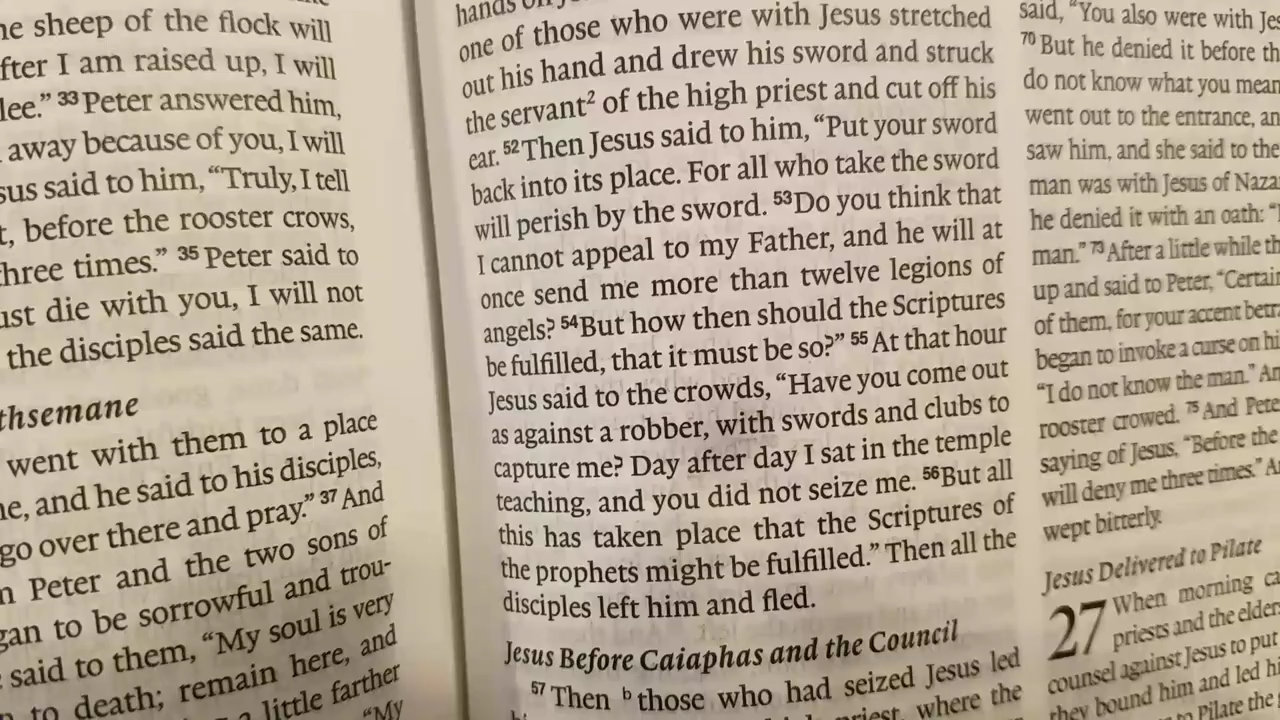 he sheep of the flock will
fter I am raised up, I will
lee.” 33 Peter answered him,
away because of you, I will
sus said to him, “Truly, I tell
t, before the rooster crows,
hree times.” 35 Peter said to
ust die with you, I will not
the disciples said the same.
thsemane
went with them to a place
ne, and he said to his disciples,
go over there and pray.” 37 And
n Peter and the two sons of
gan to be sorrowful and trou-
said to them, “My soul is very
to death; remain here, and
a little farther
“My
hands on
one of those who were with Jesus stretched
out his hand and drew his sword and struck
the servant2 of the high priest and cut off his
ear. 52 Then Jesus said to him, “Put your sword
back into its place. For all who take the sword
will perish by the sword. 53 Do you think that
I cannot appeal to my Father, and he will at
once send me more than twelve legions of
angels? 54 But how then should the Scriptures
be fulfilled, that it must be so?” 55 At that hour
Jesus said to the crowds, “Have you come out
as against a robber, with swords and clubs to
capture me? Day after day I sat in the temple
teaching, and you did not seize me. 56 But all
this has taken place that the Scriptures of
the prophets might be fulfilled.” Then all the
disciples left him and fled.
Jesus Before Caiaphas and the Council
57 Then b those who had seized Jesus led
priest, where the
said, “You also were with Jes
70 But he denied it before th
do not know what you mean
went out to the entrance, an
saw him, and she said to the
man was with Jesus of Naza
he denied it with an oath: “I
man.” 73 After a little while th
up and said to Peter, “Certain
of them, for your accent betra
began to invoke a curse on hi
“I do not know the man.” An
rooster crowed. 75 And Pete
saying of Jesus, “Before the
will deny me three times.” A
wept bitterly.
Jesus Delivered to Pilate
27 When morning ca
priests and the elder
counsel against Jesus to put
they bound him and led hi
to Pilate the